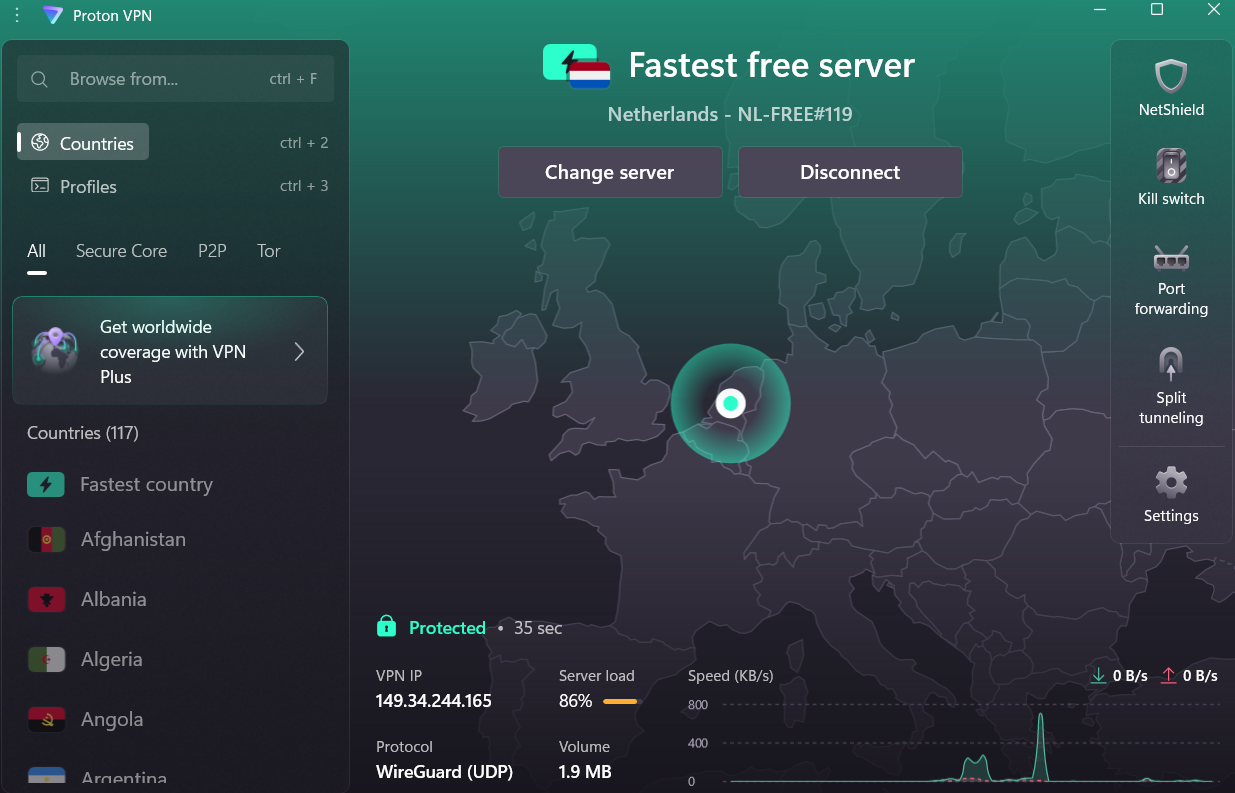 Proton VPN
Browse from...
ctrl + F
Countries
ctrl + 2
Profiles
ctrl + 3
All
Secure Core
P2P
Tor
Get worldwide
coverage with VPN
Plus
Countries (117)
Fastest country
Afghanistan
Albania
Algeria
Angola
Argentina
Fastest free server
Netherlands - NL-FREE#119
Change server
Disconnect
Protected • 35 sec
VPN IP
149.34.244.165
Server load
86%
Protocol
WireGuard (UDP)
Volume
1.9 MB
Speed (KB/s)
0 B/s
0 B/s
800
400
0
NetShield
Kill switch
Port
forwarding
Split
tunneling
Settings